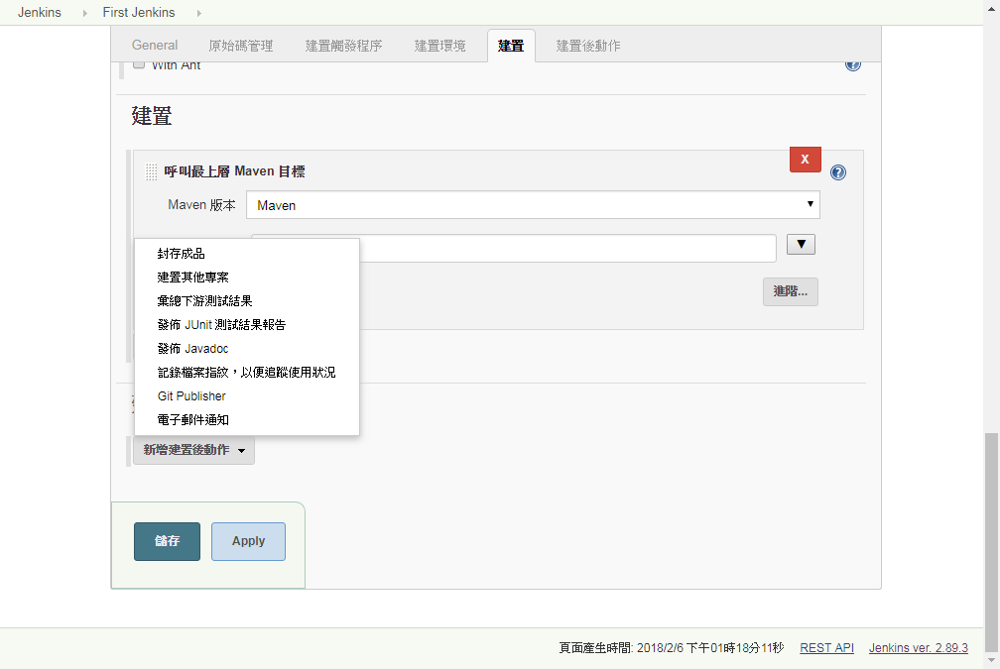 Jenkins First Jenkins
General 原始碼管理 建置觸發程序 建置環境 建置 建置後動作
With Ant
建置
呼叫最上層 Maven 目標
X
Maven 版本 Maven
進階...
封存成品
建置其他專案
彙總下游測試結果
發佈 JUnit 測試結果報告
發佈 Javadoc
記錄檔案指紋，以便追蹤使用狀況
Git Publisher
電子郵件通知
新增建置後動作
儲存 Apply
頁面產生時間: 2018/2/6 下午01時18分11秒 REST API Jenkins ver. 2.89.3